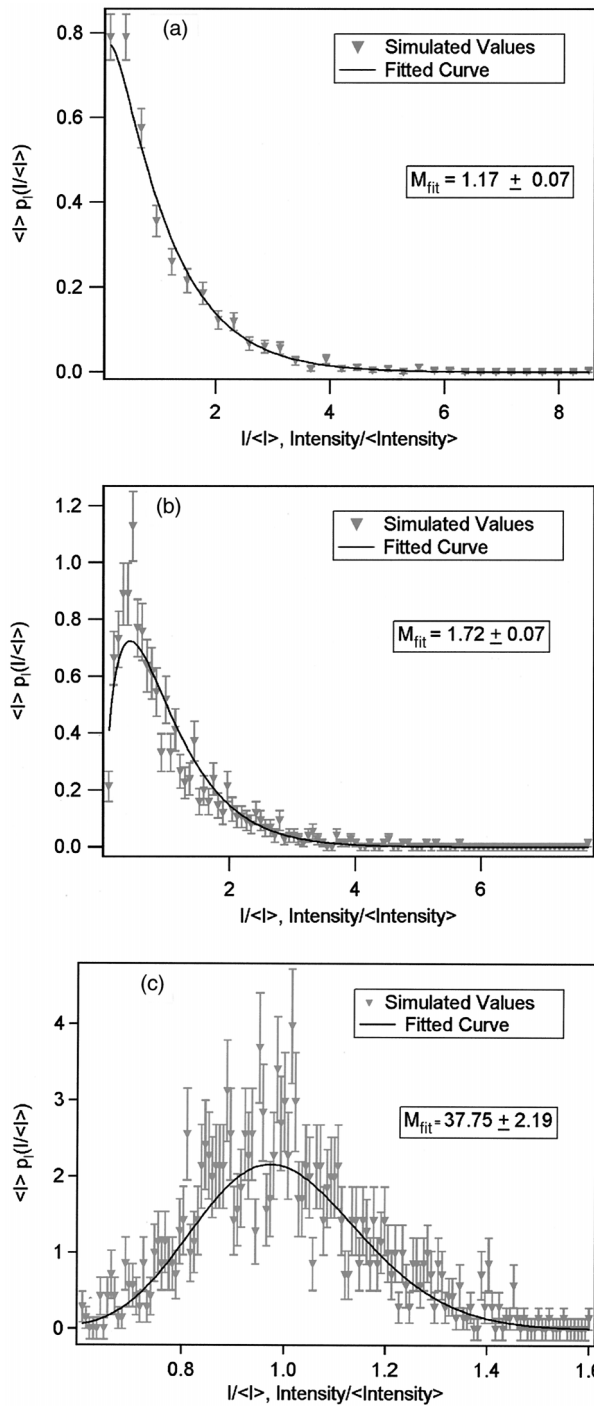 (a)
Simulated Values
Fitted Curve
M_fit = 1.17 ± 0.07
0.8
0.6
0.4
0.2
0.0
<I> p_I(I/<I>)
2 4 6 8
I/<I>, Intensity/<Intensity>
(b)
Simulated Values
Fitted Curve
M_fit = 1.72 ± 0.07
1.2
1.0
0.8
0.6
0.4
0.2
0.0
<I> p_I(I/<I>)
2 4 6
I/<I>, Intensity/<Intensity>
(c)
Simulated Values
Fitted Curve
M_fit = 37.75 ± 2.19
4
3
2
1
0
<I> p_I(I/<I>)
0.8 1.0 1.2 1.4 1.6
I/<I>, Intensity/<Intensity>